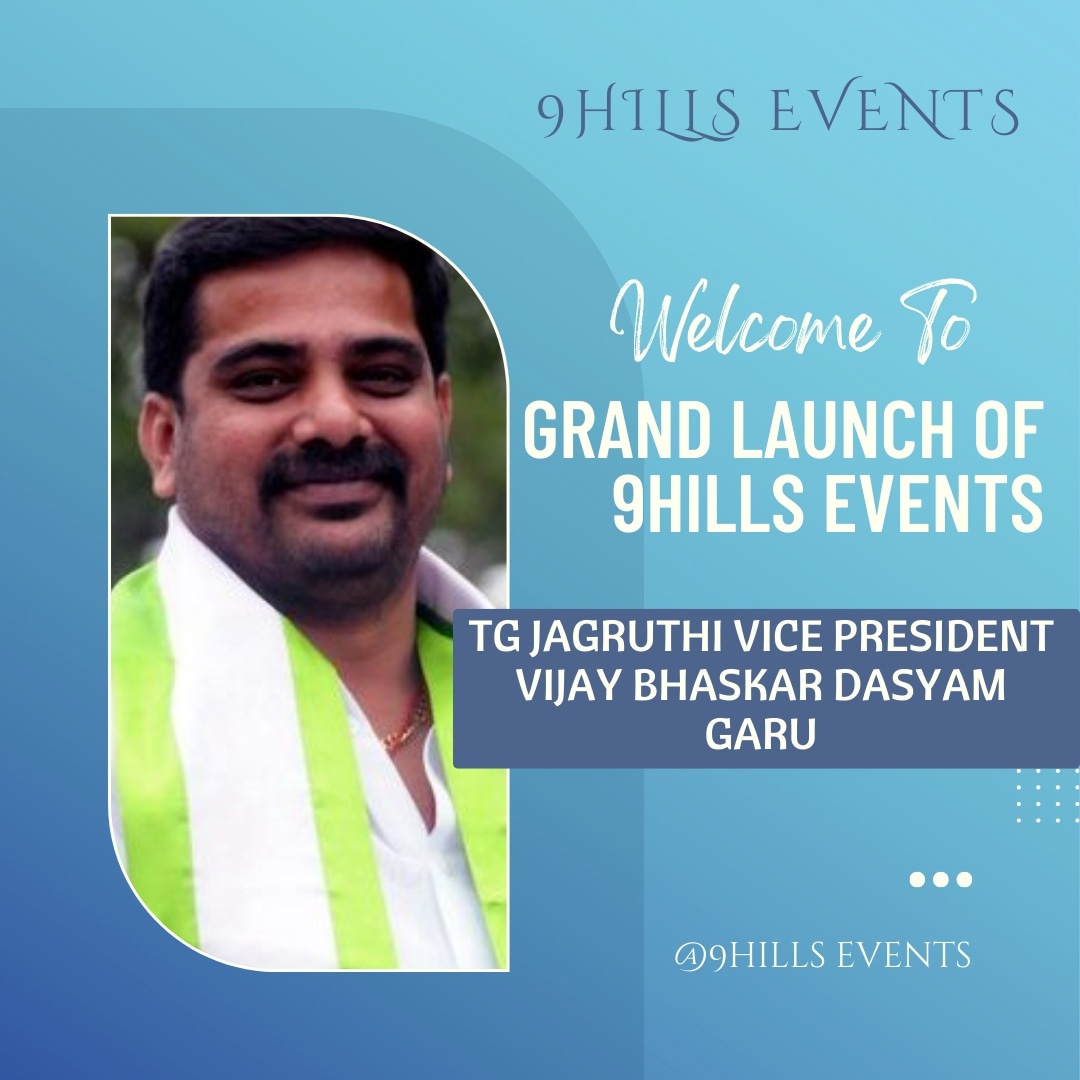 9HILLS EVENTS
Welcome To
GRAND LAUNCH OF
9HILLS EVENTS
TG JAGRUTHI VICE PRESIDENT
VIJAY BHASKAR DASYAM
GARU
@9HILLS EVENTS